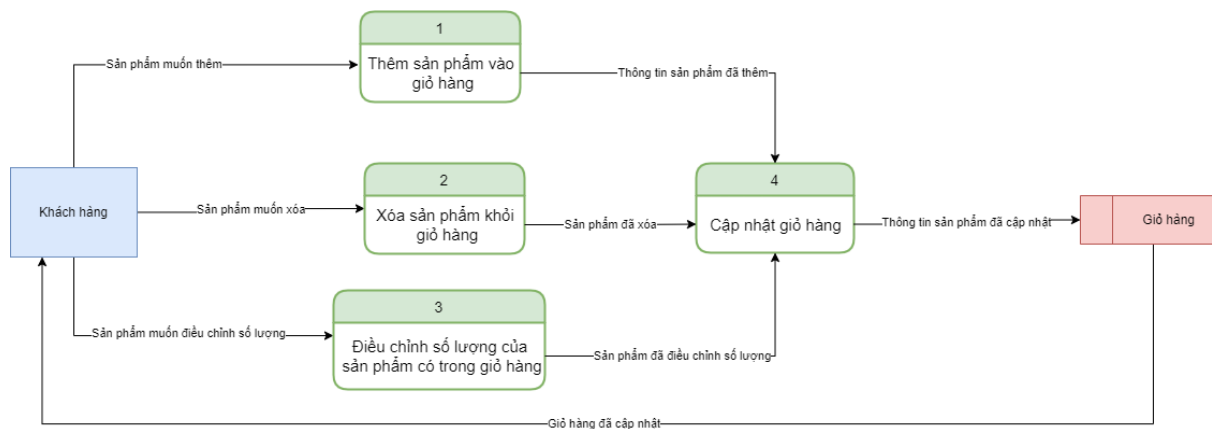 1
Thêm sản phẩm vào
giỏ hàng
Sản phẩm muốn thêm
Thông tin sản phẩm đã thêm
Khách hàng
Sản phẩm muốn xóa
2
Xóa sản phẩm khỏi
giỏ hàng
Sản phẩm đã xóa
4
Cập nhật giỏ hàng
Thông tin sản phẩm đã cập nhật
Giỏ hàng
Sản phẩm muốn điều chỉnh số lượng
3
Điều chỉnh số lượng của
sản phẩm có trong giỏ hàng
Sản phẩm đã điều chỉnh số lượng
Giỏ hàng đã cập nhật